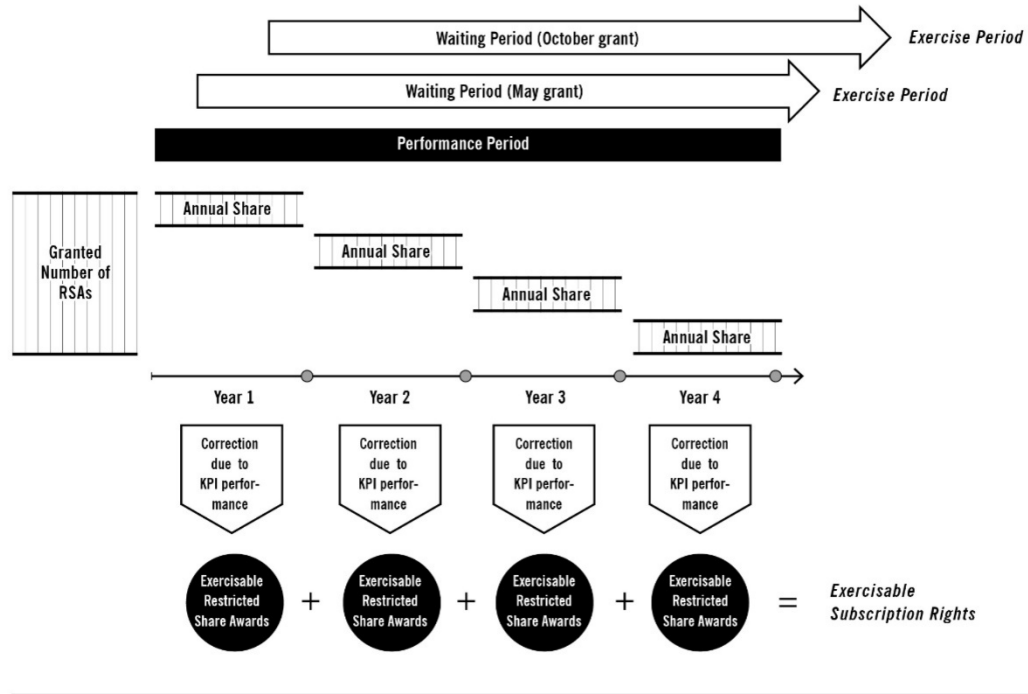 Waiting Period (October grant)
Exercise Period
Waiting Period (May grant)
Exercise Period
Performance Period
Granted
Number of
RSAs
Annual Share
Annual Share
Annual Share
Annual Share
Year 1
Year 2
Year 3
Year 4
Correction
due to
KPI perfor-
mance
Correction
due to
KPI perfor-
mance
Correction
due to
KPI perfor-
mance
Correction
due to
KPI perfor-
mance
Exercisable
Restricted
Share Awards
+
Exercisable
Restricted
Share Awards
+
Exercisable
Restricted
Share Awards
+
Exercisable
Restricted
Share Awards
=
Exercisable
Subscription Rights